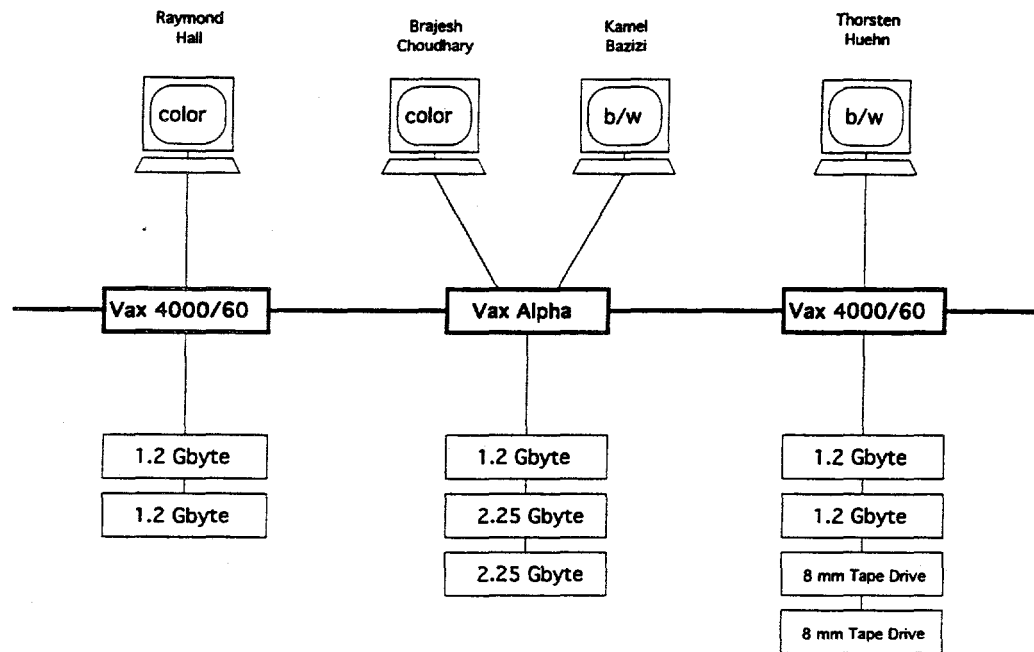 Raymond
Hall
Brajesh
Choudhary
Kamel
Bazizi
Thorsten
Huehn
color
color
b/w
b/w
Vax 4000/60
Vax Alpha
Vax 4000/60
1.2 Gbyte
1.2 Gbyte
1.2 Gbyte
2.25 Gbyte
2.25 Gbyte
1.2 Gbyte
1.2 Gbyte
8 mm Tape Drive
8 mm Tape Drive